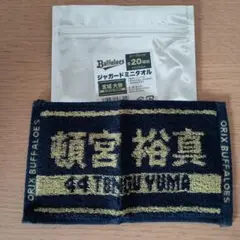 Buffaloes
全20種類
ジャガードミニタオル
ORIX BUFFALOES
頓宮 裕真
44 TONGU YUMA
ORIX BUFFALOES